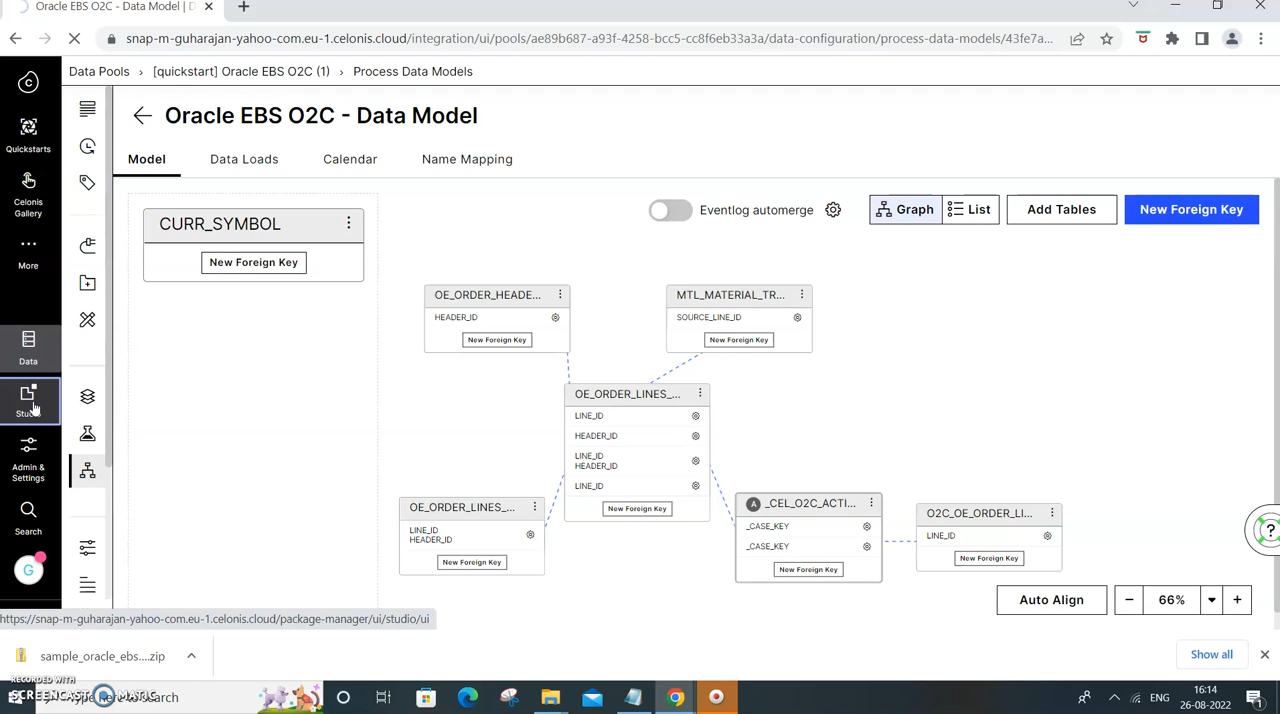 Oracle EBS O2C - Data Model | D
snap-m-guharajan-yahoo-com.eu-1.celonis.cloud/integration/ui/pools/ae89b687-a93f-4258-bcc5-cc8f6eb33a3a/data-configuration/process-data-models/43fe7a...
Data Pools › [quickstart] Oracle EBS O2C (1) › Process Data Models
Oracle EBS O2C - Data Model
Model Data Loads Calendar Name Mapping
Quickstarts
Celonis
Gallery
More
Data
Studio
Admin &
Settings
Search
G
Eventlog automerge
Graph
List
Add Tables
New Foreign Key
CURR_SYMBOL
New Foreign Key
OE_ORDER_HEADE...
HEADER_ID
New Foreign Key
MTL_MATERIAL_TR...
SOURCE_LINE_ID
New Foreign Key
OE_ORDER_LINES_...
LINE_ID
HEADER_ID
LINE_ID
HEADER_ID
LINE_ID
New Foreign Key
OE_ORDER_LINES_...
LINE_ID
HEADER_ID
New Foreign Key
A _CEL_O2C_ACTI...
_CASE_KEY
_CASE_KEY
New Foreign Key
O2C_OE_ORDER_LI...
LINE_ID
New Foreign Key
Auto Align
66%
https://snap-m-guharajan-yahoo-com.eu-1.celonis.cloud/package-manager/ui/studio/ui
sample_oracle_ebs....zip
Show all
RECORDED WITH
SCREENCAST MATIC
Type here to search
ENG
16:14
26-08-2022
1